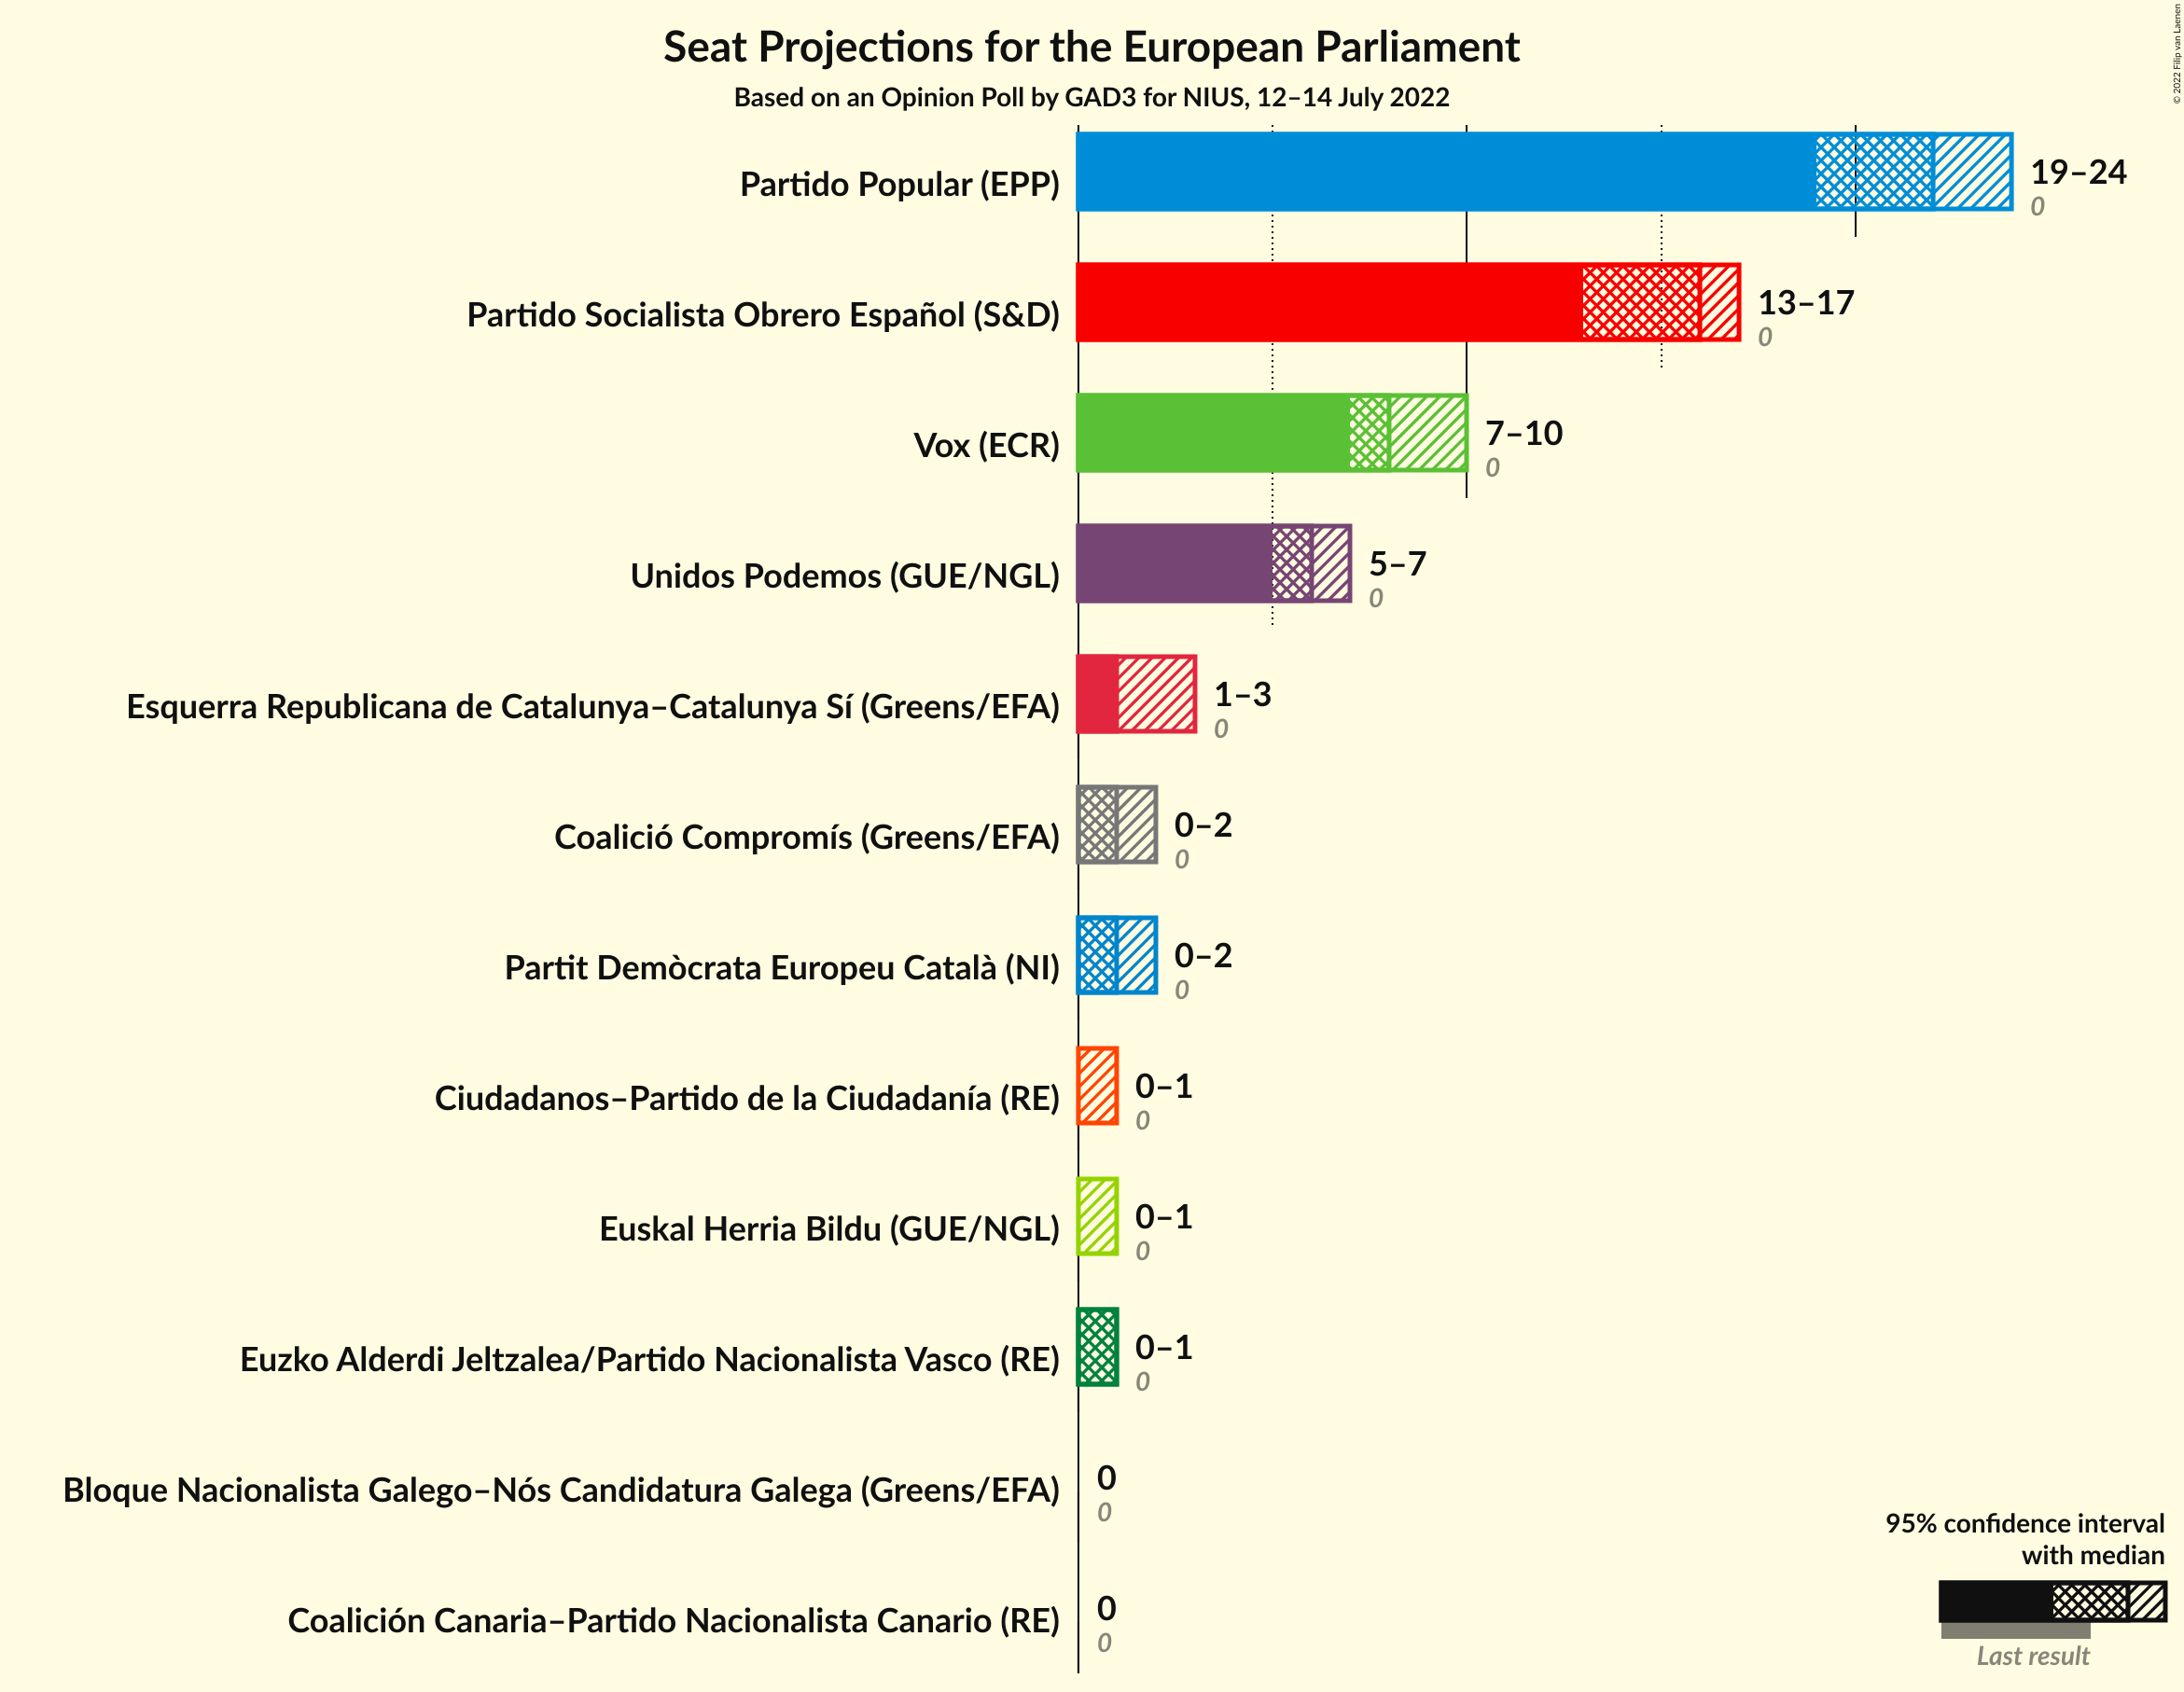 Seat Projections for the European Parliament
Based on an Opinion Poll by GAD3 for NIUS, 12–14 July 2022
© 2022 Filip van Laenen
Partido Popular (EPP)
19–24
0
Partido Socialista Obrero Español (S&D)
13–17
0
Vox (ECR)
7–10
0
Unidos Podemos (GUE/NGL)
5–7
0
Esquerra Republicana de Catalunya–Catalunya Sí (Greens/EFA)
1–3
0
Coalició Compromís (Greens/EFA)
0–2
0
Partit Demòcrata Europeu Català (NI)
0–2
0
Ciudadanos–Partido de la Ciudadanía (RE)
0–1
0
Euskal Herria Bildu (GUE/NGL)
0–1
0
Euzko Alderdi Jeltzalea/Partido Nacionalista Vasco (RE)
0–1
0
Bloque Nacionalista Galego–Nós Candidatura Galega (Greens/EFA)
0
0
Coalición Canaria–Partido Nacionalista Canario (RE)
0
0
95% confidence interval
with median
Last result